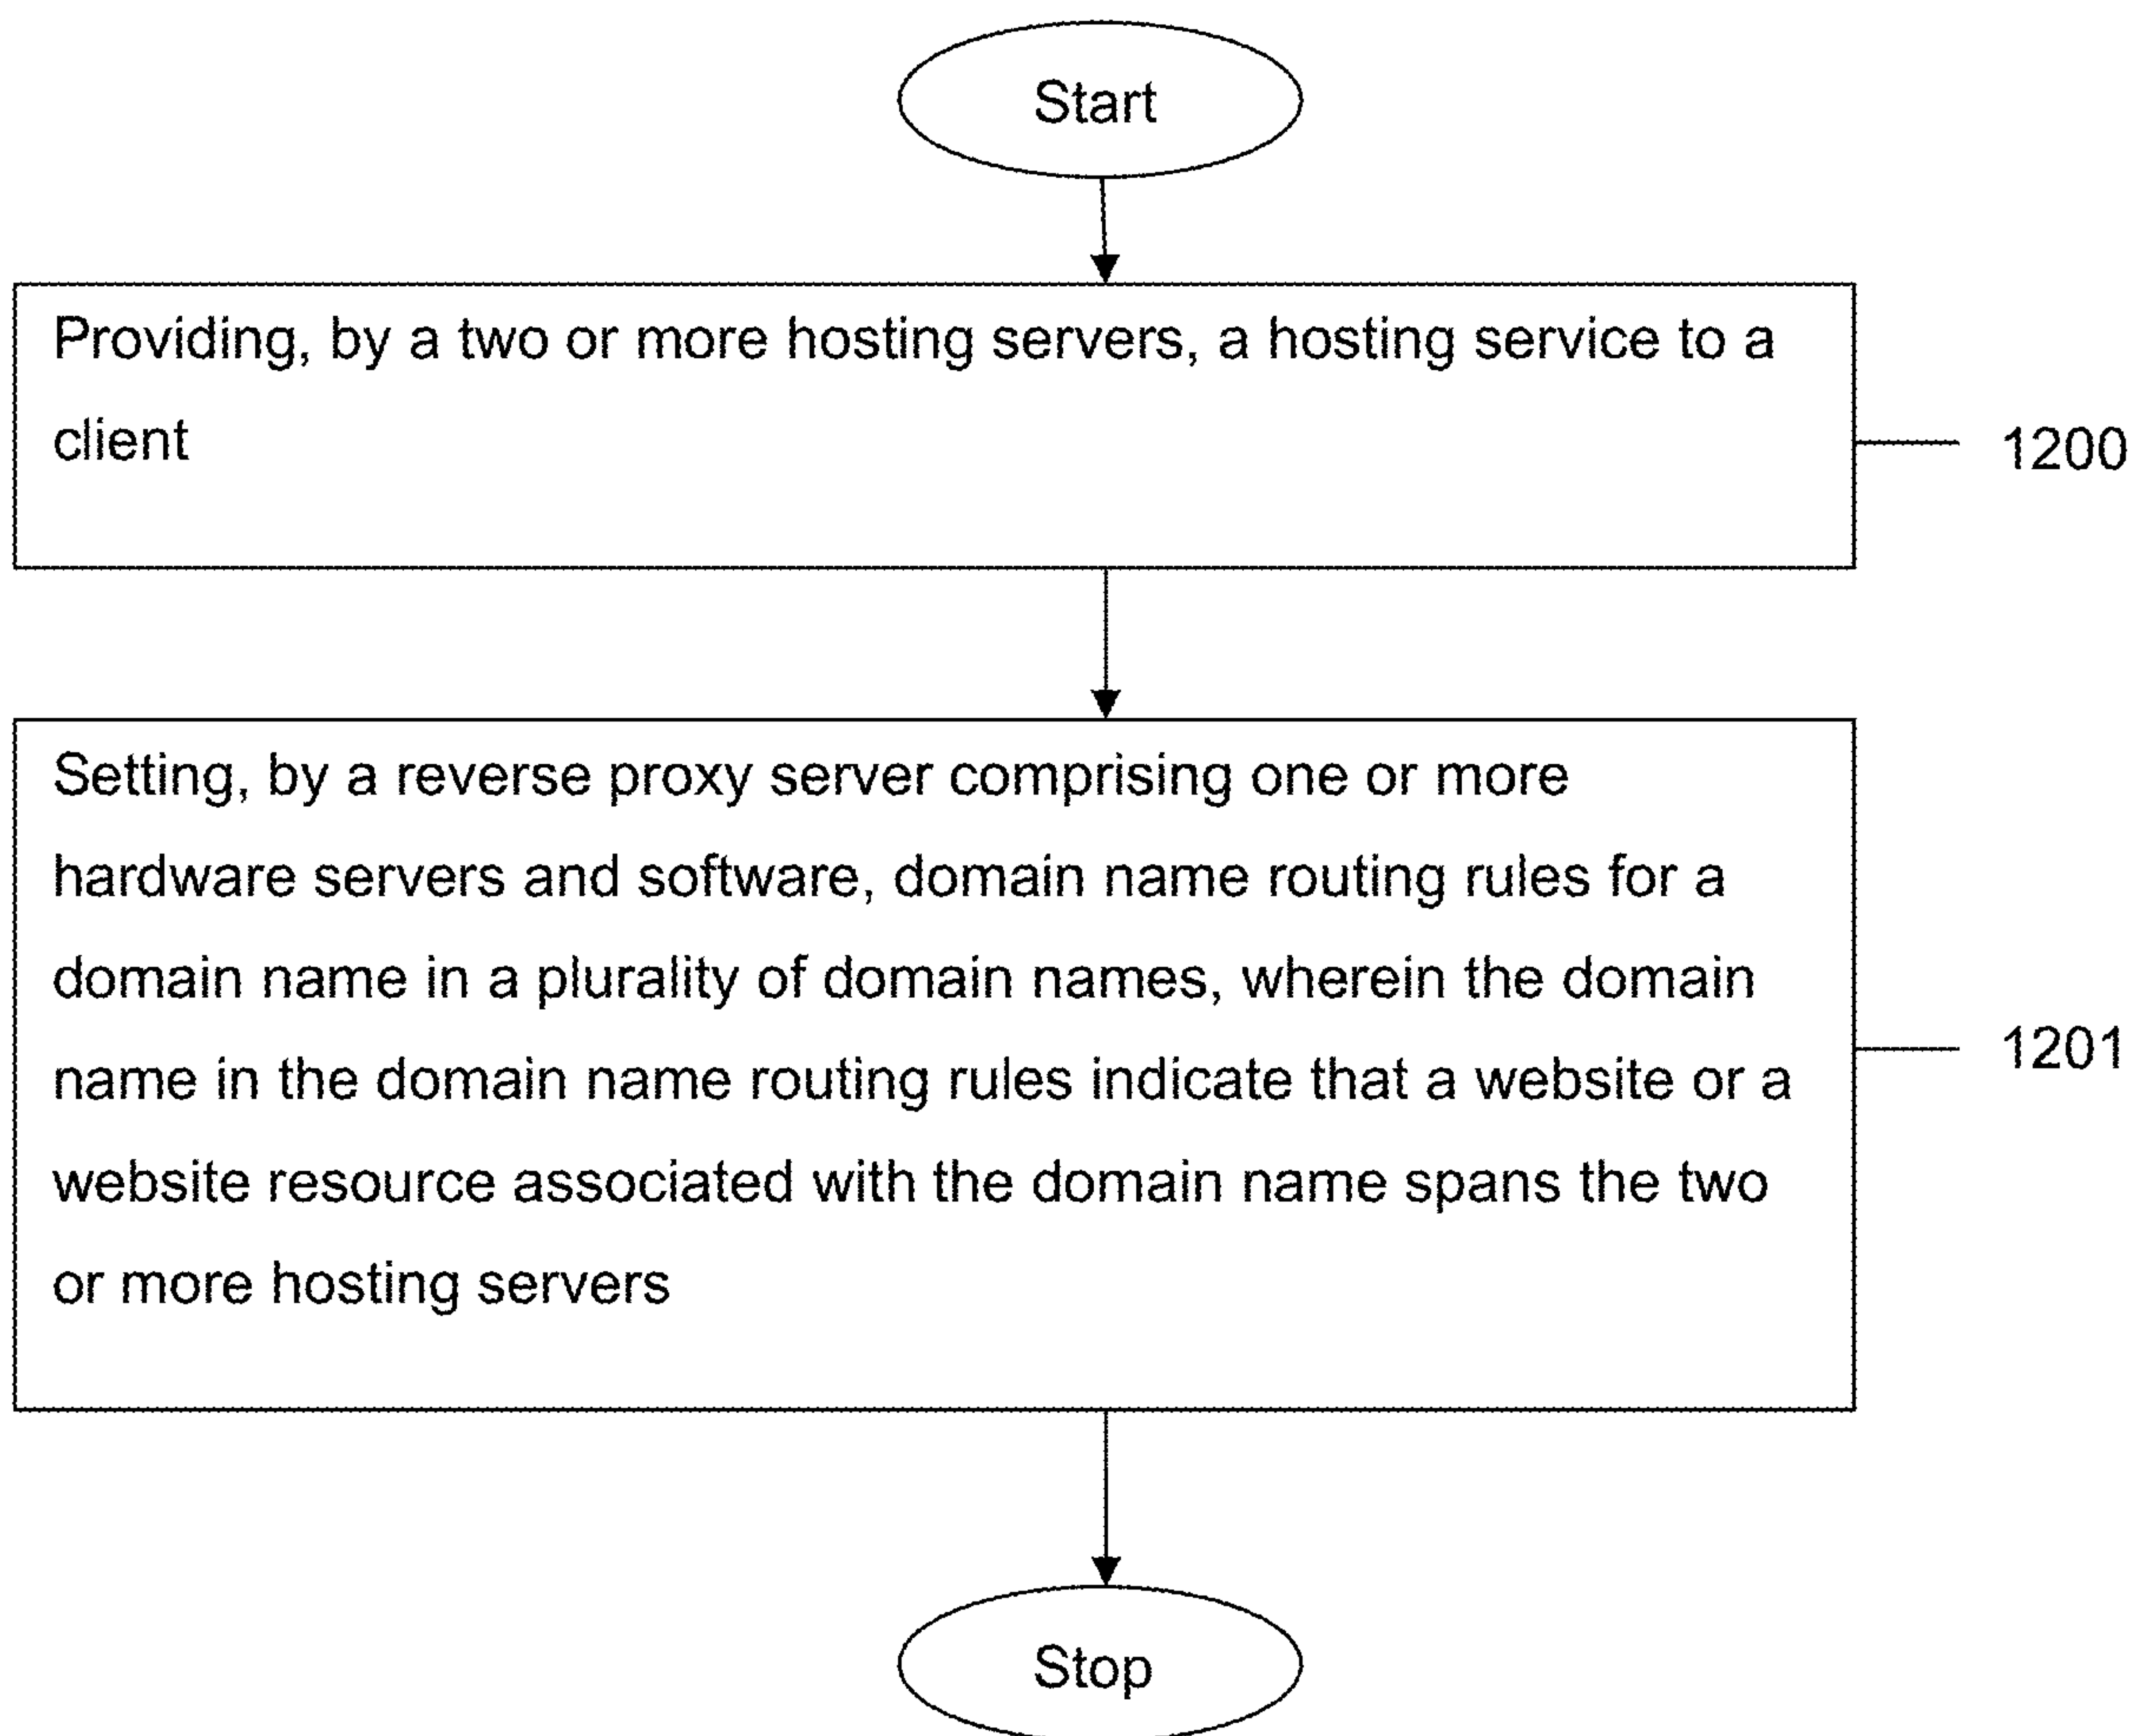 Start
Providing, by a two or more hosting servers, a hosting service to a
client
1200
Setting, by a reverse proxy server comprising one or more
hardware servers and software, domain name routing rules for a
domain name in a plurality of domain names, wherein the domain
name in the domain name routing rules indicate that a website or a
website resource associated with the domain name spans the two
or more hosting servers
1201
Stop